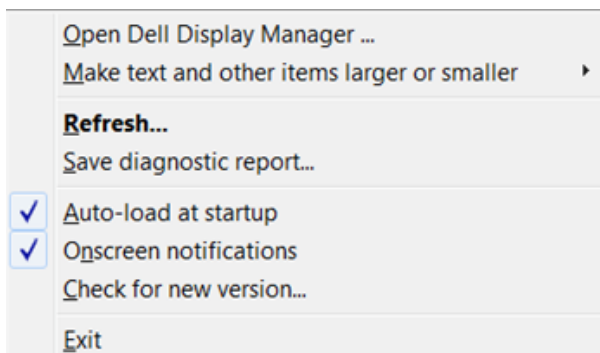 Open Dell Display Manager ...
Make text and other items larger or smaller
Refresh...
Save diagnostic report...
Auto-load at startup
Onscreen notifications
Check for new version...
Exit